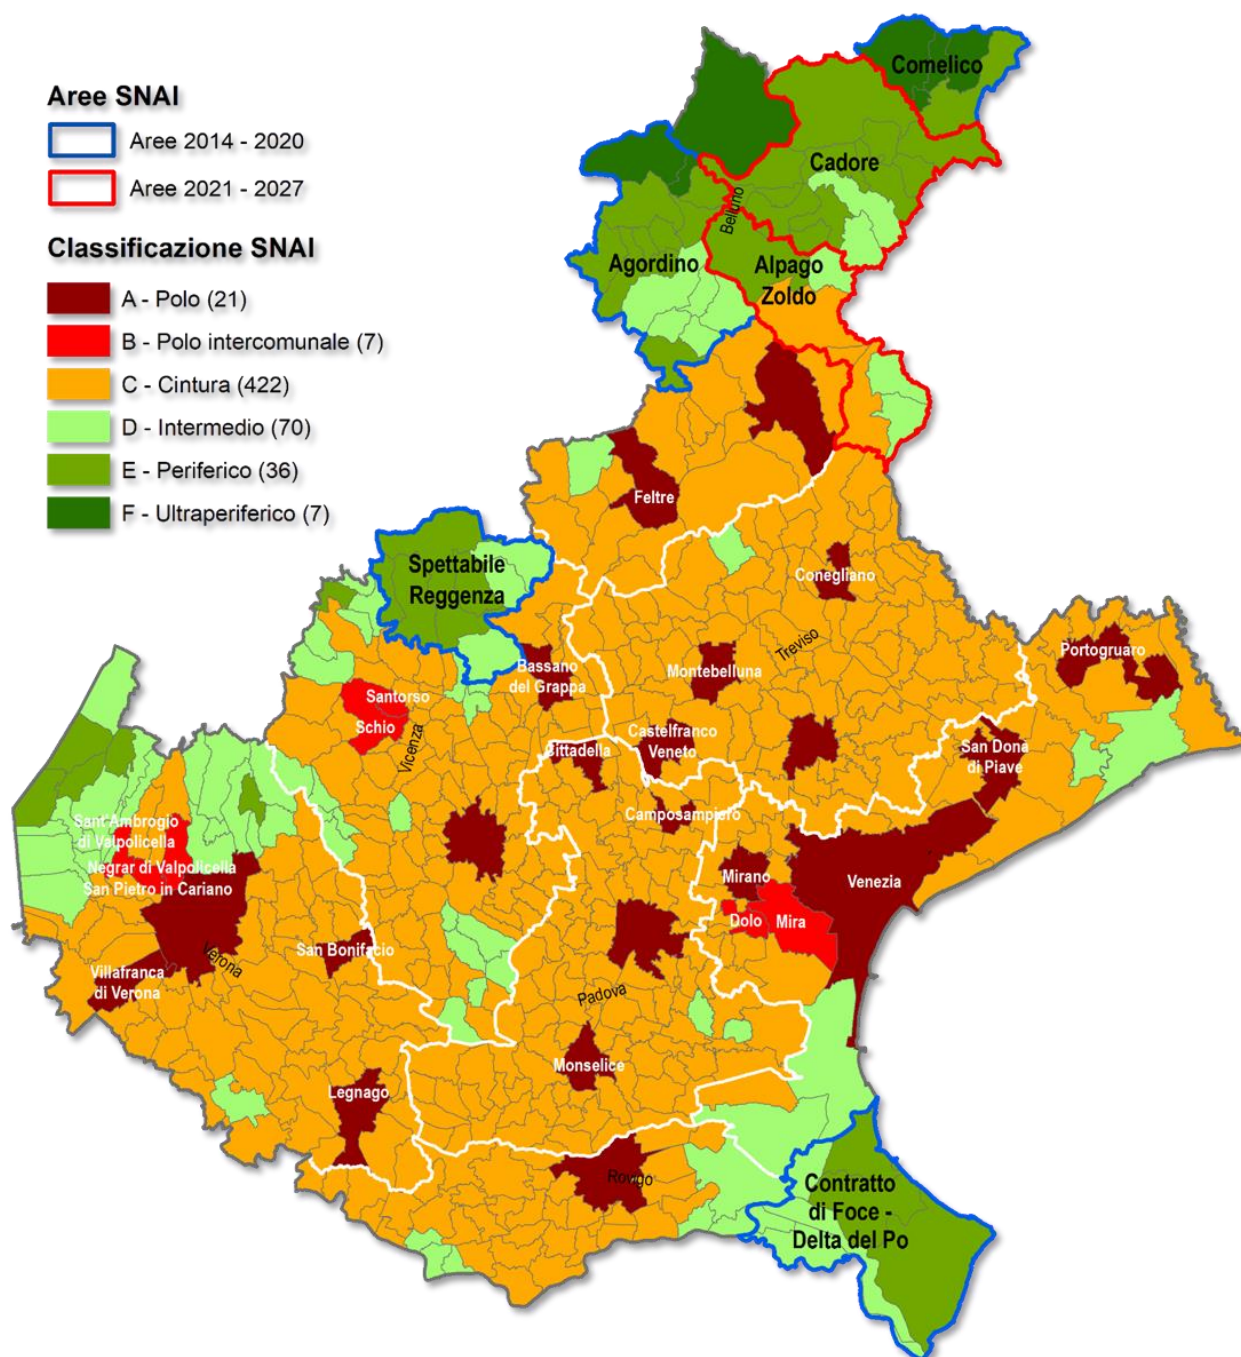 Aree SNAI
Aree 2014 - 2020
Aree 2021 - 2027
Classificazione SNAI
A - Polo (21)
B - Polo intercomunale (7)
C - Cintura (422)
D - Intermedio (70)
E - Periferico (36)
F - Ultraperiferico (7)
Comelico
Cadore
Belluno
Agordino
Alpago
Zoldo
Feltre
Spettabile
Reggenza
Conegliano
Treviso
Portogruaro
Bassano
del Grappa
Montebelluna
Santorso
Schio
Vicenza
Castelfranco
Veneto
Cittadella
San Dona
di Piave
Camposampiero
Sant'Ambrogio
di Valpolicella
Negrar di Valpolicella
San Pietro in Cariano
Mirano
Venezia
Dolo
Mira
San Bonifacio
Verona
Villafranca
di Verona
Padova
Monselice
Legnago
Rovigo
Contratto
di Foce -
Delta del Po